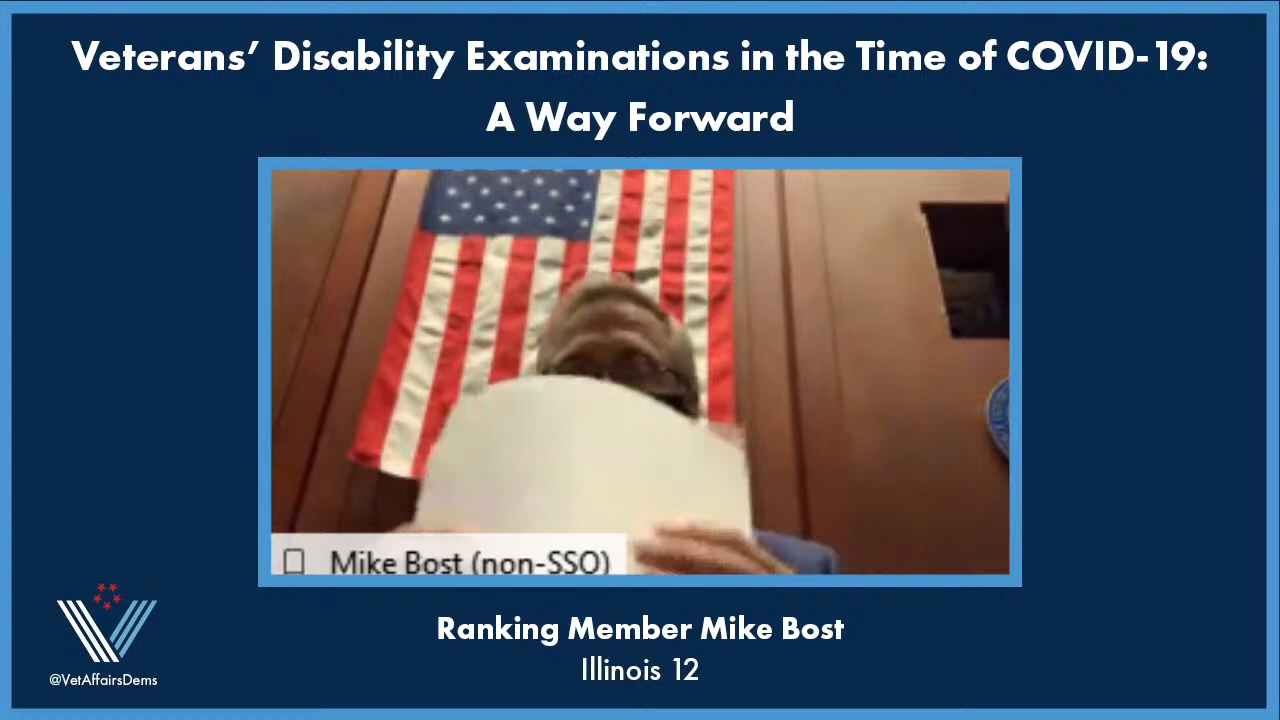 Veterans’ Disability Examinations in the Time of COVID-19:
A Way Forward
Mike Bost (non-SSO)
Ranking Member Mike Bost
Illinois 12
@VetAffairsDems